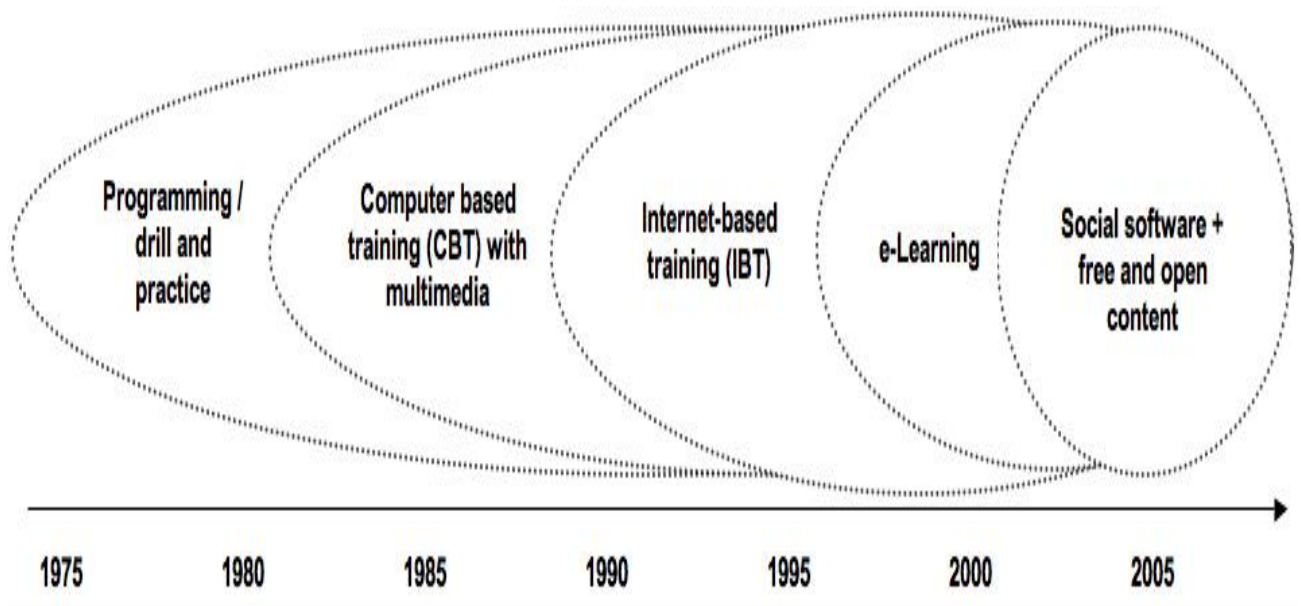 Programming /
drill and
practice
Computer based
training (CBT) with
multimedia
Internet-based
training (IBT)
e-Learning
Social software +
free and open
content
1975 1980 1985 1990 1995 2000 2005